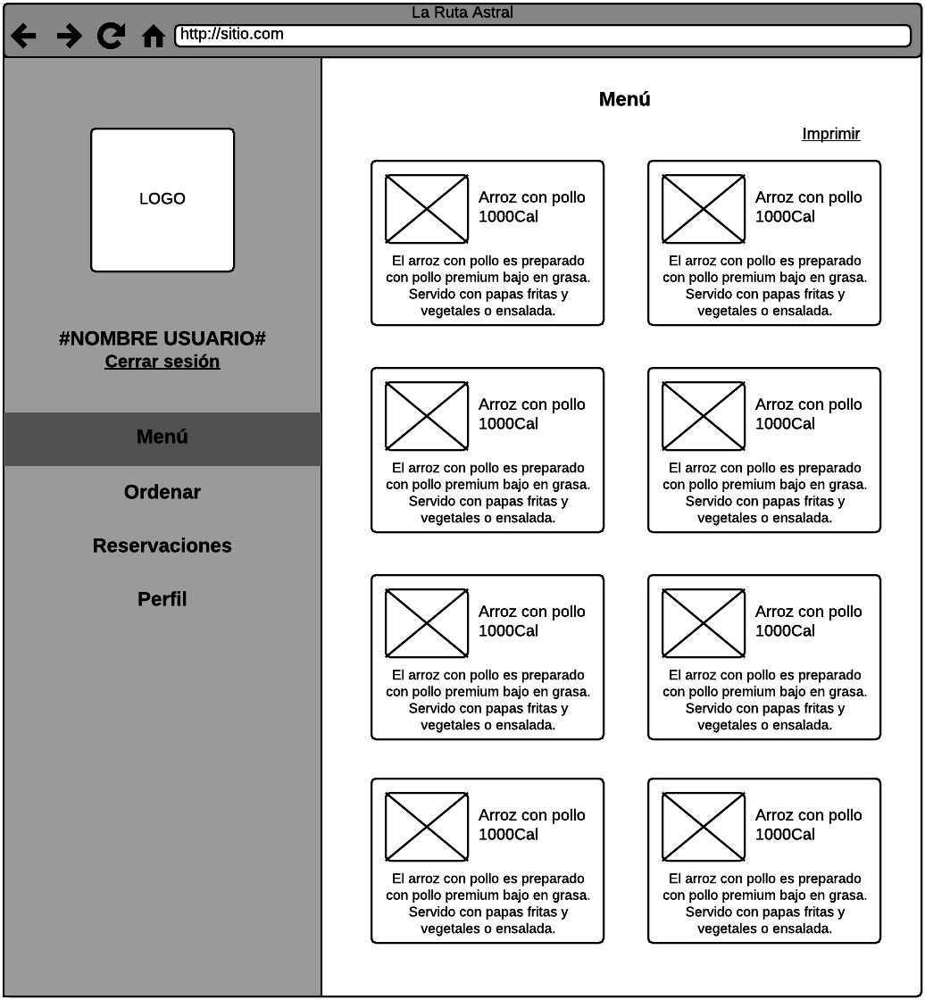 La Ruta Astral
http://sitio.com
LOGO
#NOMBRE USUARIO#
Cerrar sesión
Menú
Ordenar
Reservaciones
Perfil
Menú
Imprimir
Arroz con pollo
1000Cal
El arroz con pollo es preparado
con pollo premium bajo en grasa.
Servido con papas fritas y
vegetales o ensalada.
Arroz con pollo
1000Cal
El arroz con pollo es preparado
con pollo premium bajo en grasa.
Servido con papas fritas y
vegetales o ensalada.
Arroz con pollo
1000Cal
El arroz con pollo es preparado
con pollo premium bajo en grasa.
Servido con papas fritas y
vegetales o ensalada.
Arroz con pollo
1000Cal
El arroz con pollo es preparado
con pollo premium bajo en grasa.
Servido con papas fritas y
vegetales o ensalada.
Arroz con pollo
1000Cal
El arroz con pollo es preparado
con pollo premium bajo en grasa.
Servido con papas fritas y
vegetales o ensalada.
Arroz con pollo
1000Cal
El arroz con pollo es preparado
con pollo premium bajo en grasa.
Servido con papas fritas y
vegetales o ensalada.
Arroz con pollo
1000Cal
El arroz con pollo es preparado
con pollo premium bajo en grasa.
Servido con papas fritas y
vegetales o ensalada.
Arroz con pollo
1000Cal
El arroz con pollo es preparado
con pollo premium bajo en grasa.
Servido con papas fritas y
vegetales o ensalada.